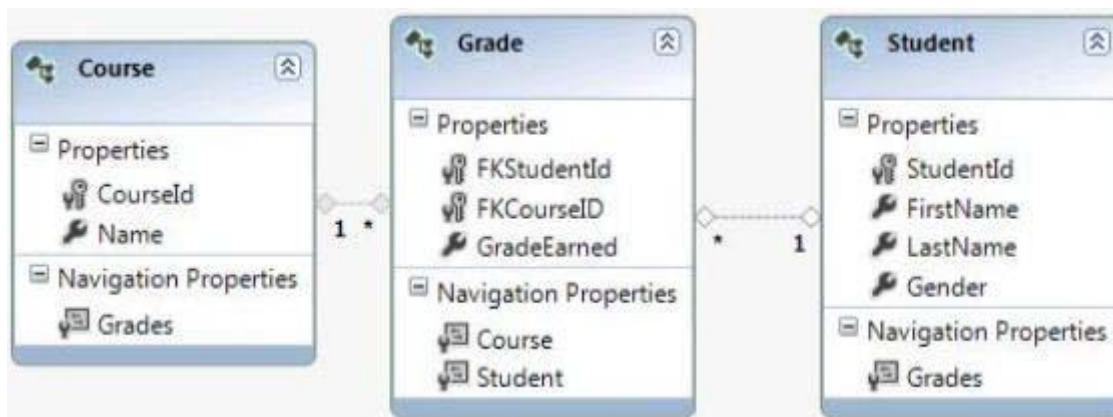 Course
Properties
CourseId
Name
Navigation Properties
Grades
1 *
Grade
Properties
FKStudentId
FKCourseID
GradeEarned
Navigation Properties
Course
Student
* 1
Student
Properties
StudentId
FirstName
LastName
Gender
Navigation Properties
Grades